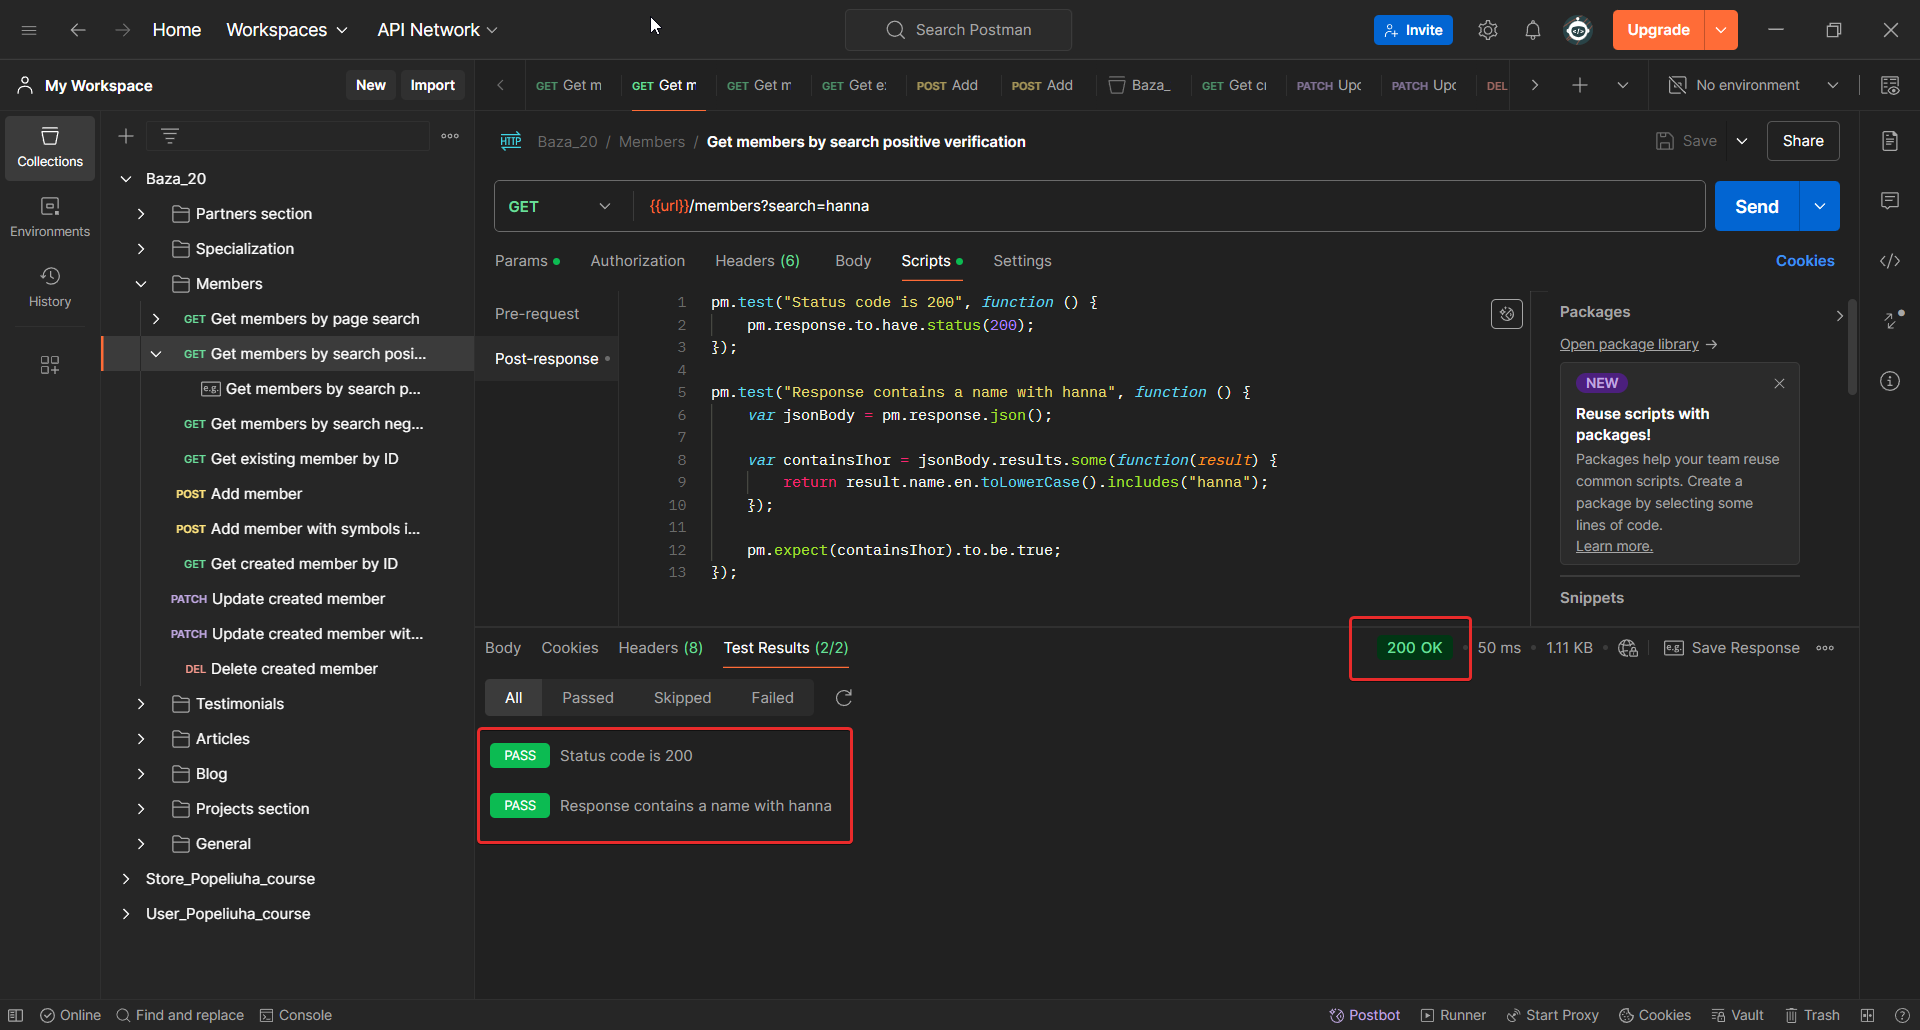 Home
Workspaces
API Network
Search Postman
Invite
Upgrade
My Workspace
New
Import
GET Get m
GET Get m
GET Get m
GET Get e
POST Add
POST Add
Baza_
GET Get cr
PATCH Upd
PATCH Upd
DEL
No environment
Collections
Environments
History
Baza_20
Partners section
Specialization
Members
GET Get members by page search
GET Get members by search posi...
e.g. Get members by search p...
GET Get members by search neg...
GET Get existing member by ID
POST Add member
POST Add member with symbols i...
GET Get created member by ID
PATCH Update created member
PATCH Update created member wit...
DEL Delete created member
Testimonials
Articles
Blog
Projects section
General
Store_Popeliuha_course
User_Popeliuha_course
HTTP Baza_20 / Members / Get members by search positive verification
Save
Share
GET
{{url}}/members?search=hanna
Send
Params
Authorization
Headers (6)
Body
Scripts
Settings
Cookies
Pre-request
Post-response
1 pm.test("Status code is 200", function () {
2 pm.response.to.have.status(200);
3 });
4
5 pm.test("Response contains a name with hanna", function () {
6 var jsonBody = pm.response.json();
7
8 var containsIhor = jsonBody.results.some(function(result) {
9 return result.name.en.toLowerCase().includes("hanna");
10 });
11
12 pm.expect(containsIhor).to.be.true;
13 });
Packages
Open package library →
NEW
Reuse scripts with
packages!
Packages help your team reuse
common scripts. Create a
package by selecting some
lines of code.
Learn more.
Snippets
Body
Cookies
Headers (8)
Test Results (2/2)
200 OK
50 ms
1.11 KB
e.g. Save Response
All
Passed
Skipped
Failed
PASS Status code is 200
PASS Response contains a name with hanna
Online
Find and replace
Console
Postbot
Runner
Start Proxy
Cookies
Vault
Trash